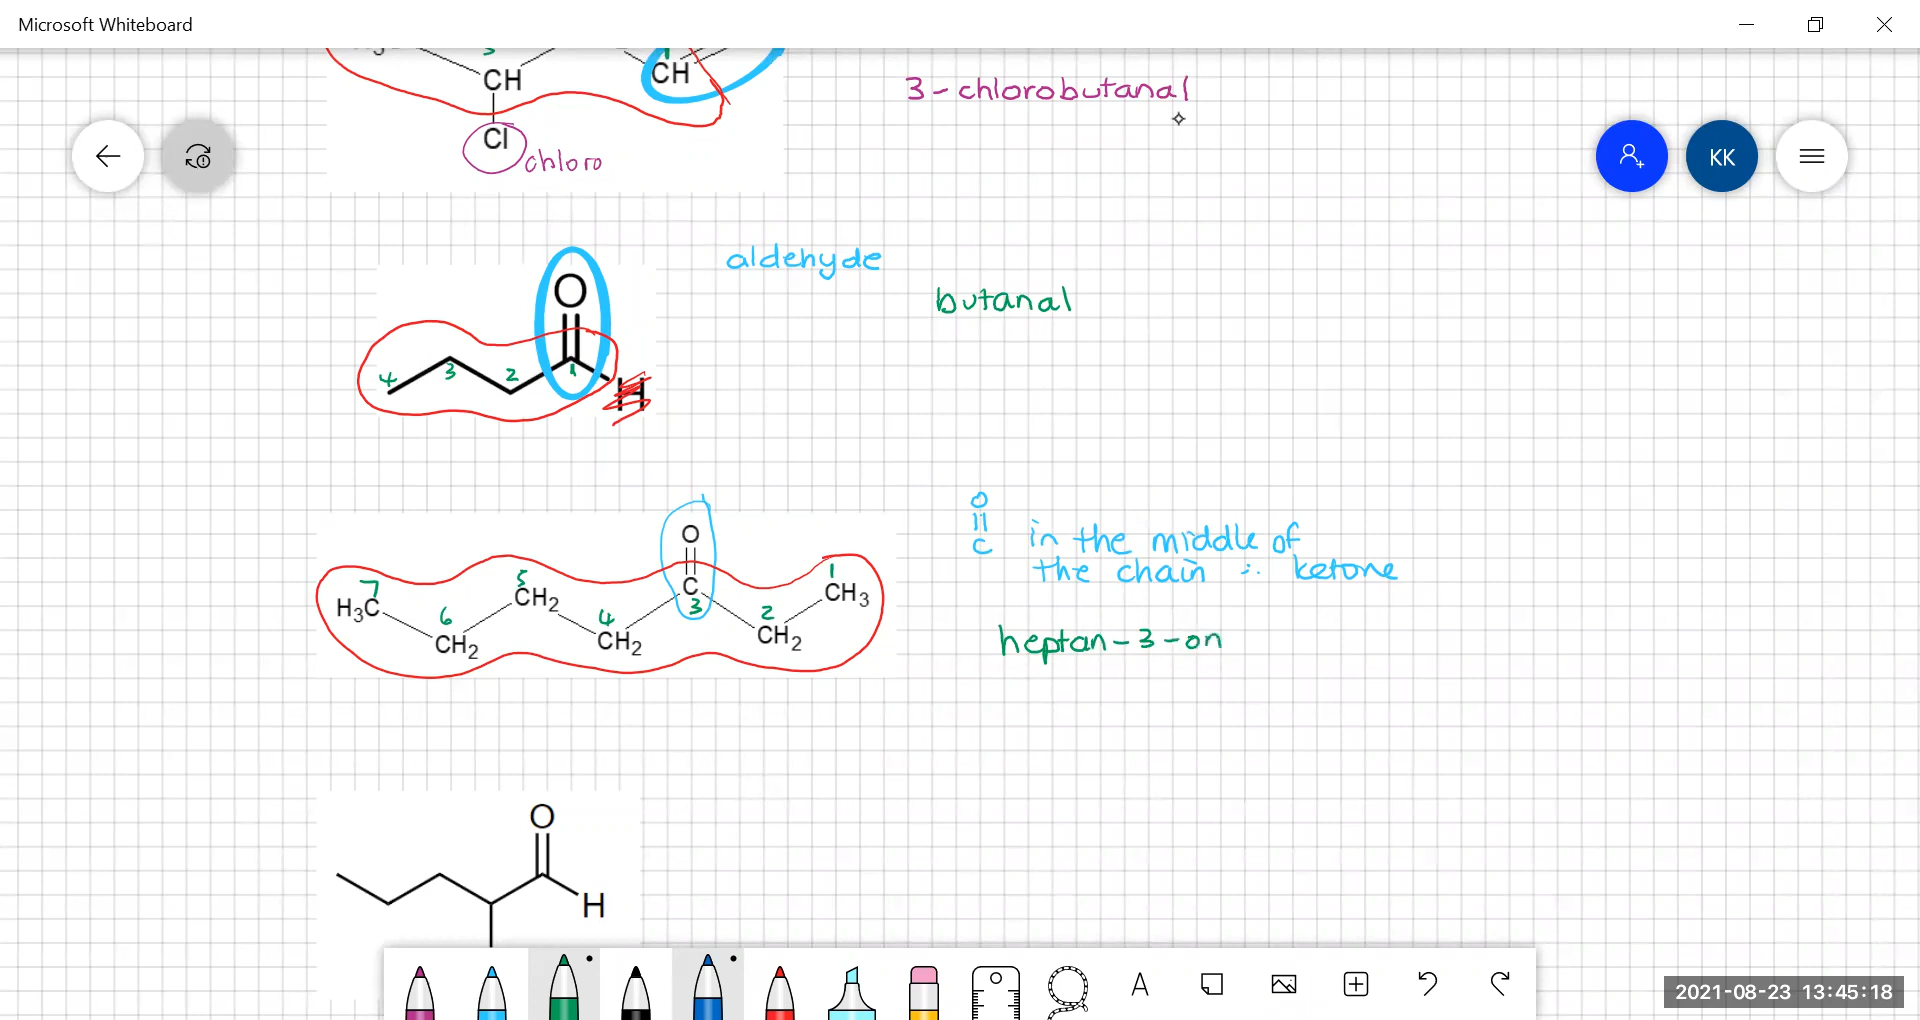 Microsoft Whiteboard
CH
CH
3-chlorobutanal
Cl
chloro
KK
aldehyde
O
butanal
4
3
2
1
H
O
C
in the middle of
the chain ∴ ketone
O
7
5
1
H₃C
CH₂
C
CH₃
6
4
3
2
CH₂
CH₂
CH₂
heptan-3-on
O
H
A
2021-08-23 13:45:18